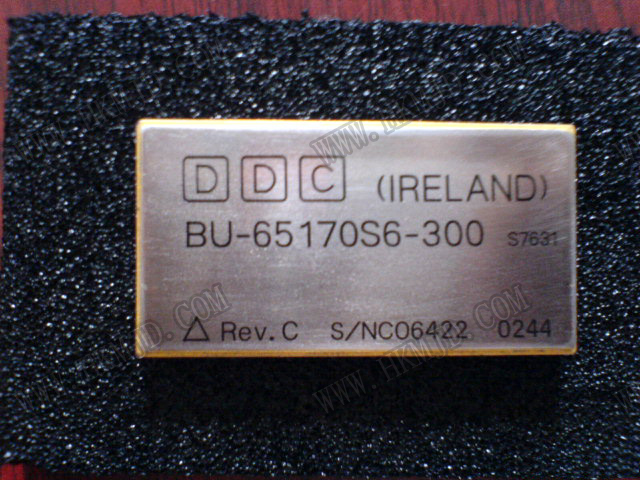 DDC (IRELAND)
BU-65170S6-300 S7631
△ Rev.C S/NC06422 0244